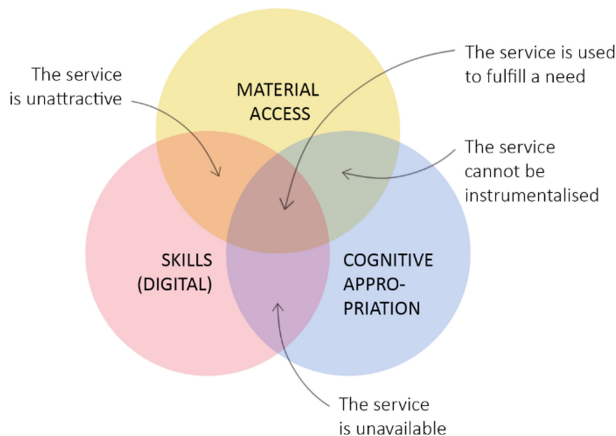 The service
is unattractive
MATERIAL
ACCESS
The service is used
to fulfill a need
The service
cannot be
instrumentalised
SKILLS
(DIGITAL)
COGNITIVE
APPRO-
PRIATION
The service
is unavailable